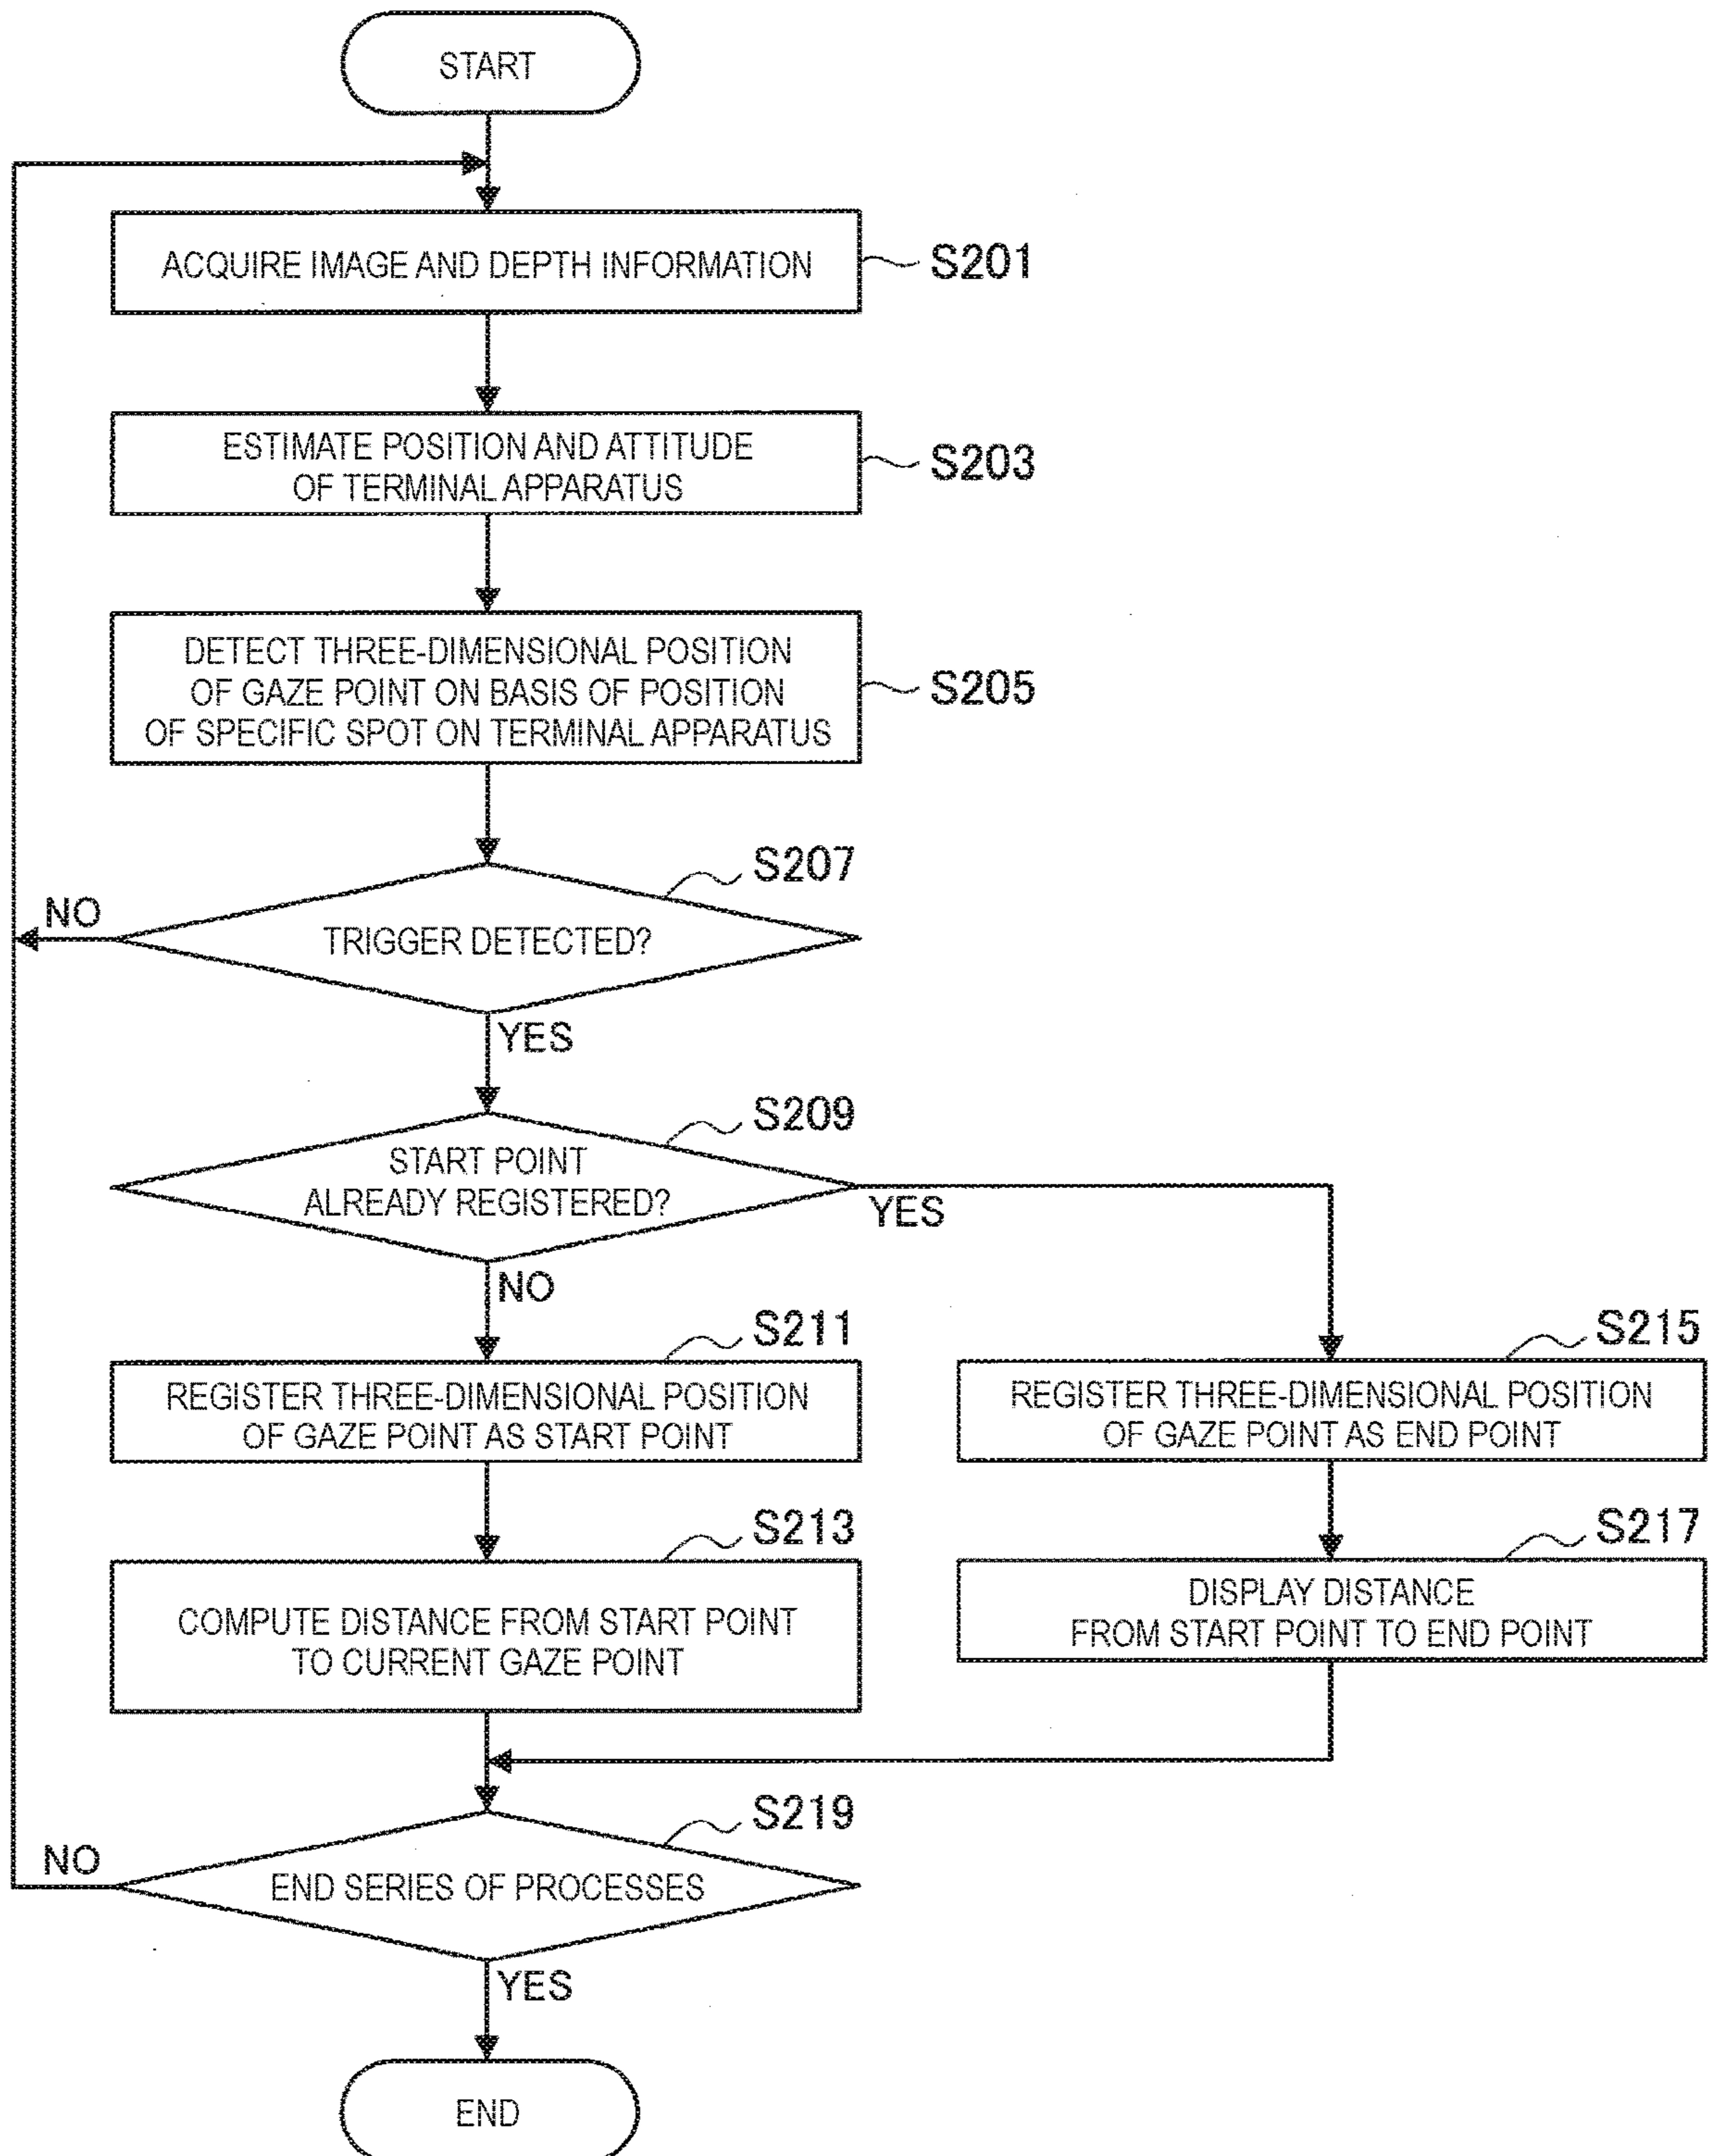 START
ACQUIRE IMAGE AND DEPTH INFORMATION
S201
ESTIMATE POSITION AND ATTITUDE
OF TERMINAL APPARATUS
S203
DETECT THREE-DIMENSIONAL POSITION
OF GAZE POINT ON BASIS OF POSITION
OF SPECIFIC SPOT ON TERMINAL APPARATUS
S205
S207
NO
TRIGGER DETECTED?
YES
S209
START POINT
ALREADY REGISTERED?
YES
NO
S211
REGISTER THREE-DIMENSIONAL POSITION
OF GAZE POINT AS START POINT
S215
REGISTER THREE-DIMENSIONAL POSITION
OF GAZE POINT AS END POINT
S213
COMPUTE DISTANCE FROM START POINT
TO CURRENT GAZE POINT
S217
DISPLAY DISTANCE
FROM START POINT TO END POINT
S219
NO
END SERIES OF PROCESSES
YES
END